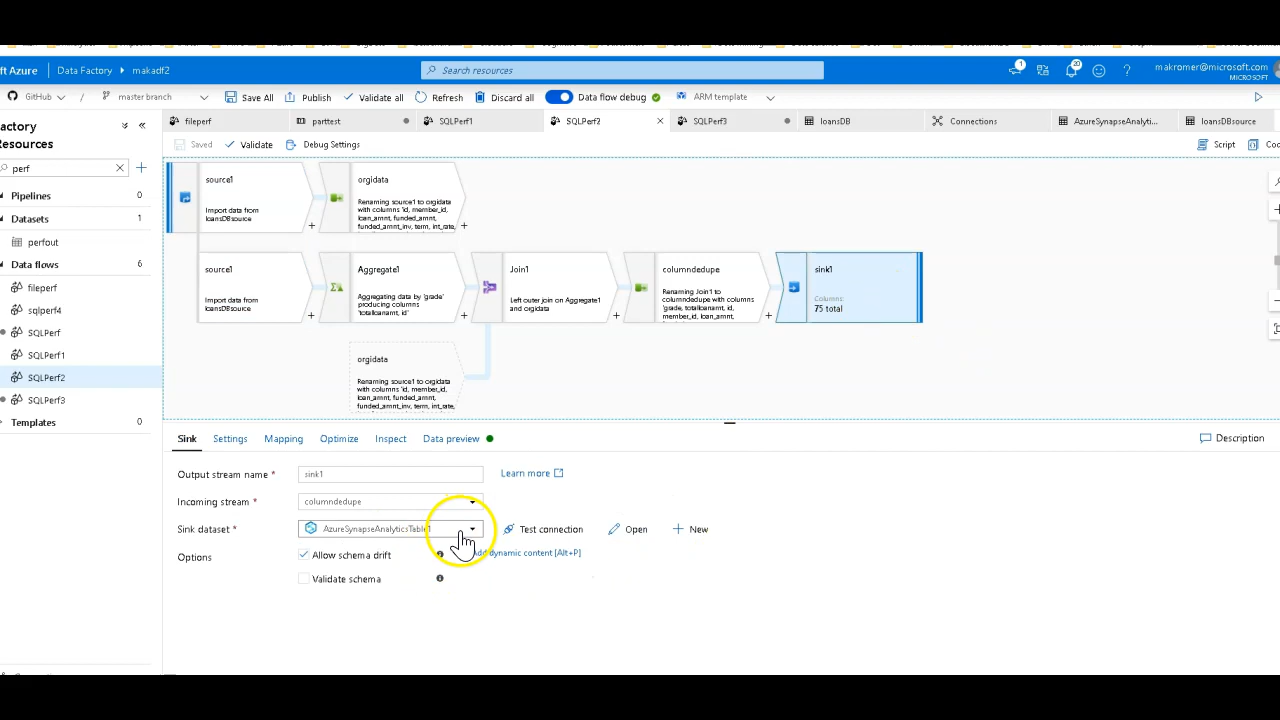 ft Azure
Data Factory
makadf2
Search resources
1
20
makromer@microsoft.com
MICROSOFT
GitHub
/
master branch
Save All
Publish
Validate all
Refresh
Discard all
Data flow debug
ARM template
Factory Resources
fileperf
parttest
SQLPerf1
SQLPerf2
SQLPerf3
loansDB
Connections
AzureSynapseAnalyti...
loansDBsource
perf
Saved
Validate
Debug Settings
Script
Coo
Pipelines
0
Datasets
1
perfout
Data flows
6
fileperf
sqlperf4
SQLPerf
SQLPerf1
SQLPerf2
SQLPerf3
Templates
0
source1
Import data from
loansDBsource
orgidata
Renaming source1 to orgidata
with columns 'id, member_id,
loan_amnt, funded_amnt,
funded_amnt_inv, term, int_rate,
source1
Import data from
loansDBsource
Aggregate1
Aggregating data by 'grade'
producing columns
'totalloanamt, id'
Join1
Left outer join on Aggregate1
and orgidata
columndedupe
Renaming Join1 to
columndedupe with columns
'grade, totalloanamt, id,
member_id, loan_amnt,
sink1
Columns:
75 total
orgidata
Renaming source1 to orgidata
with columns 'id, member_id,
loan_amnt, funded_amnt,
funded_amnt_inv, term, int_rate,
Sink
Settings
Mapping
Optimize
Inspect
Data preview
Description
Output stream name *
sink1
Learn more
Incoming stream *
columndedupe
Sink dataset *
AzureSynapseAnalyticsTable1
Test connection
Open
New
Options
Allow schema drift
Add dynamic content [Alt+P]
Validate schema